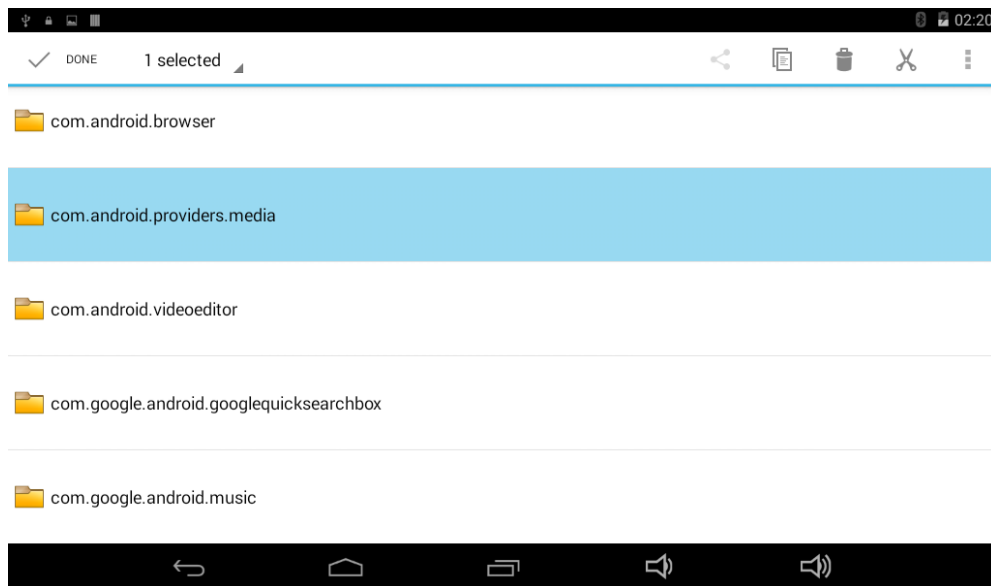 02:20
DONE 1 selected
com.android.browser
com.android.providers.media
com.android.videoeditor
com.google.android.googlequicksearchbox
com.google.android.music